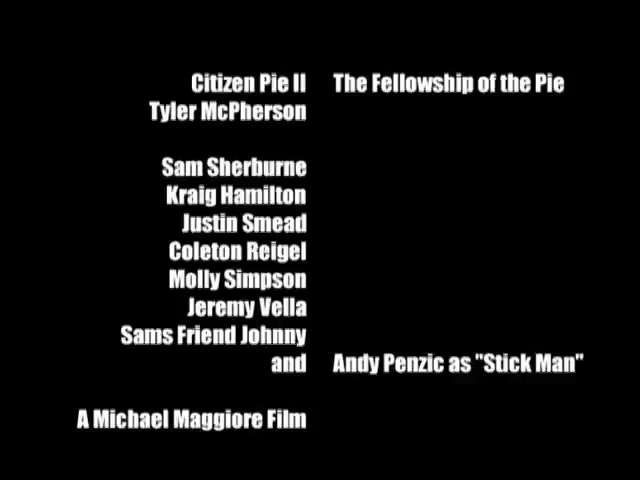 Citizen Pie II The Fellowship of the Pie
Tyler McPherson
Sam Sherburne
Kraig Hamilton
Justin Smead
Coleton Reigel
Molly Simpson
Jeremy Vella
Sams Friend Johnny
and Andy Penzic as "Stick Man"
A Michael Maggiore Film